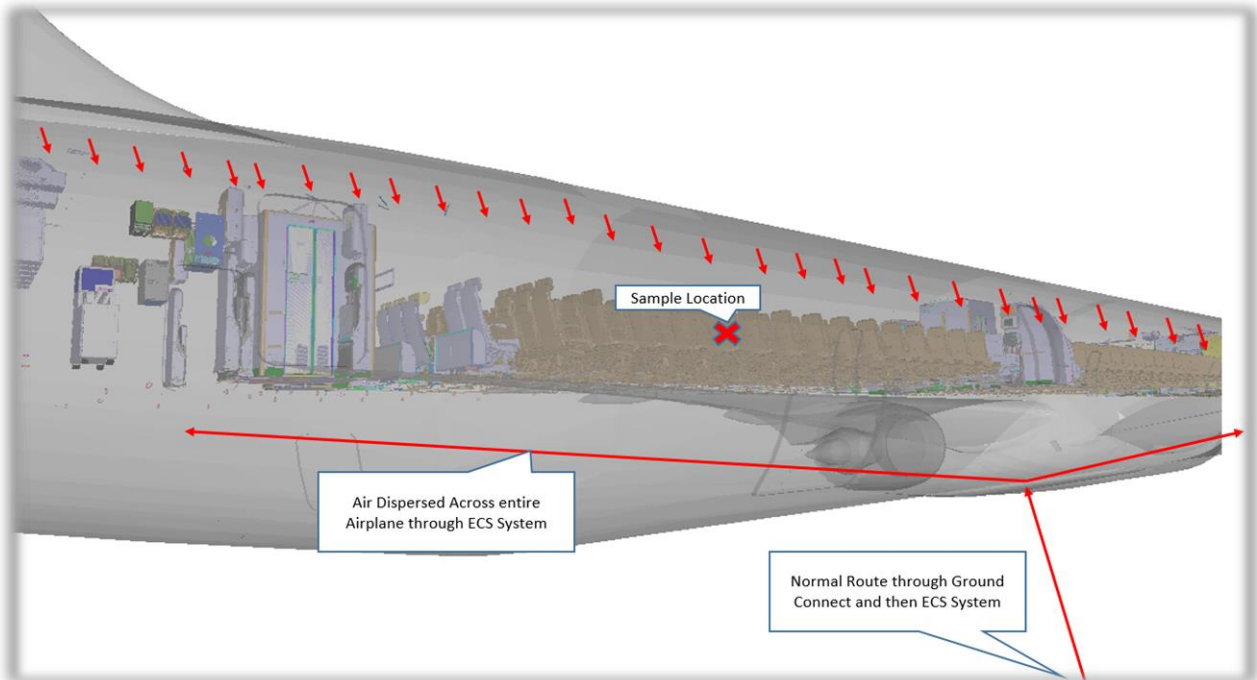 Sample Location
Air Dispersed Across entire
Airplane through ECS System
Normal Route through Ground
Connect and then ECS System